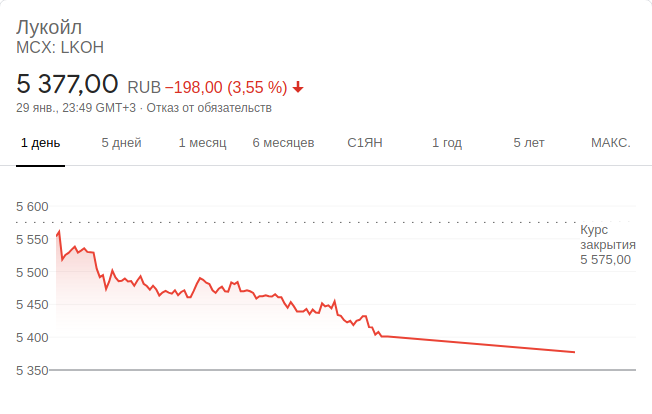 Лукойл
MCX: LKOH
5 377,00 RUB −198,00 (3,55 %)
29 янв., 23:49 GMT+3 · Отказ от обязательств
1 день 5 дней 1 месяц 6 месяцев С1ЯН 1 год 5 лет МАКС.
5 600
Курс
закрытия
5 575,00
5 550
5 500
5 450
5 400
5 350